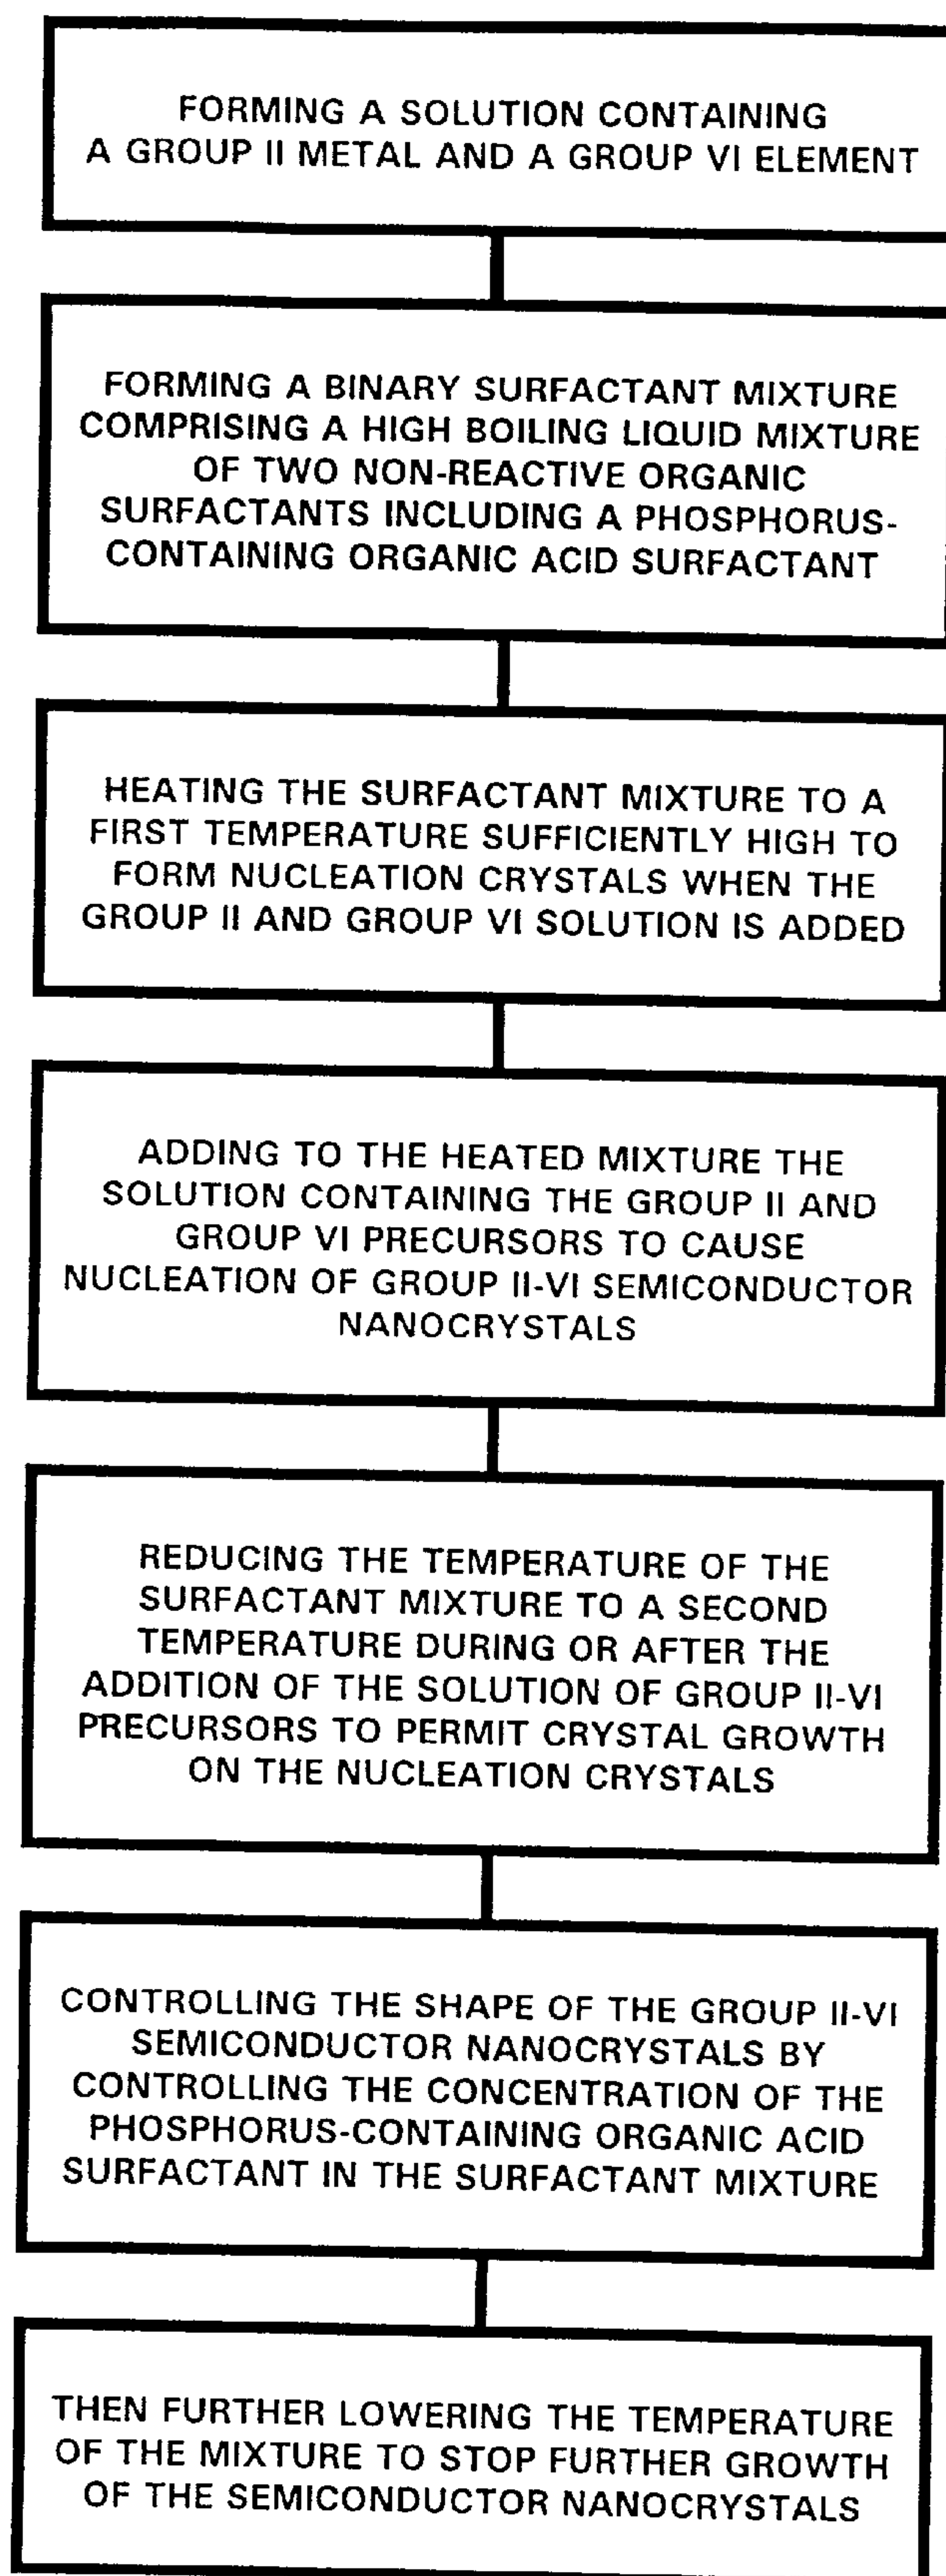 FORMING A SOLUTION CONTAINING
A GROUP II METAL AND A GROUP VI ELEMENT
FORMING A BINARY SURFACTANT MIXTURE
COMPRISING A HIGH BOILING LIQUID MIXTURE
OF TWO NON-REACTIVE ORGANIC
SURFACTANTS INCLUDING A PHOSPHORUS-
CONTAINING ORGANIC ACID SURFACTANT
HEATING THE SURFACTANT MIXTURE TO A
FIRST TEMPERATURE SUFFICIENTLY HIGH TO
FORM NUCLEATION CRYSTALS WHEN THE
GROUP II AND GROUP VI SOLUTION IS ADDED
ADDING TO THE HEATED MIXTURE THE
SOLUTION CONTAINING THE GROUP II AND
GROUP VI PRECURSORS TO CAUSE
NUCLEATION OF GROUP II-VI SEMICONDUCTOR
NANOCRYSTALS
REDUCING THE TEMPERATURE OF THE
SURFACTANT MIXTURE TO A SECOND
TEMPERATURE DURING OR AFTER THE
ADDITION OF THE SOLUTION OF GROUP II-VI
PRECURSORS TO PERMIT CRYSTAL GROWTH
ON THE NUCLEATION CRYSTALS
CONTROLLING THE SHAPE OF THE GROUP II-VI
SEMICONDUCTOR NANOCRYSTALS BY
CONTROLLING THE CONCENTRATION OF THE
PHOSPHORUS-CONTAINING ORGANIC ACID
SURFACTANT IN THE SURFACTANT MIXTURE
THEN FURTHER LOWERING THE TEMPERATURE
OF THE MIXTURE TO STOP FURTHER GROWTH
OF THE SEMICONDUCTOR NANOCRYSTALS